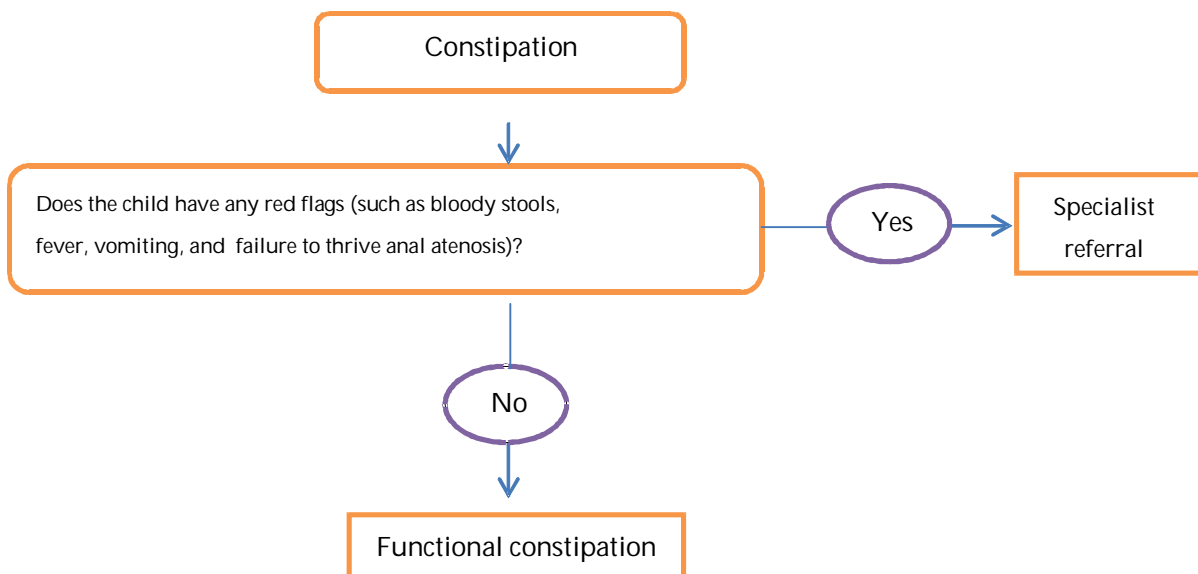 Constipation
Does the child have any red flags (such as bloody stools,
fever, vomiting, and failure to thrive anal atenosis)?
Yes
Specialist
referral
No
Functional constipation